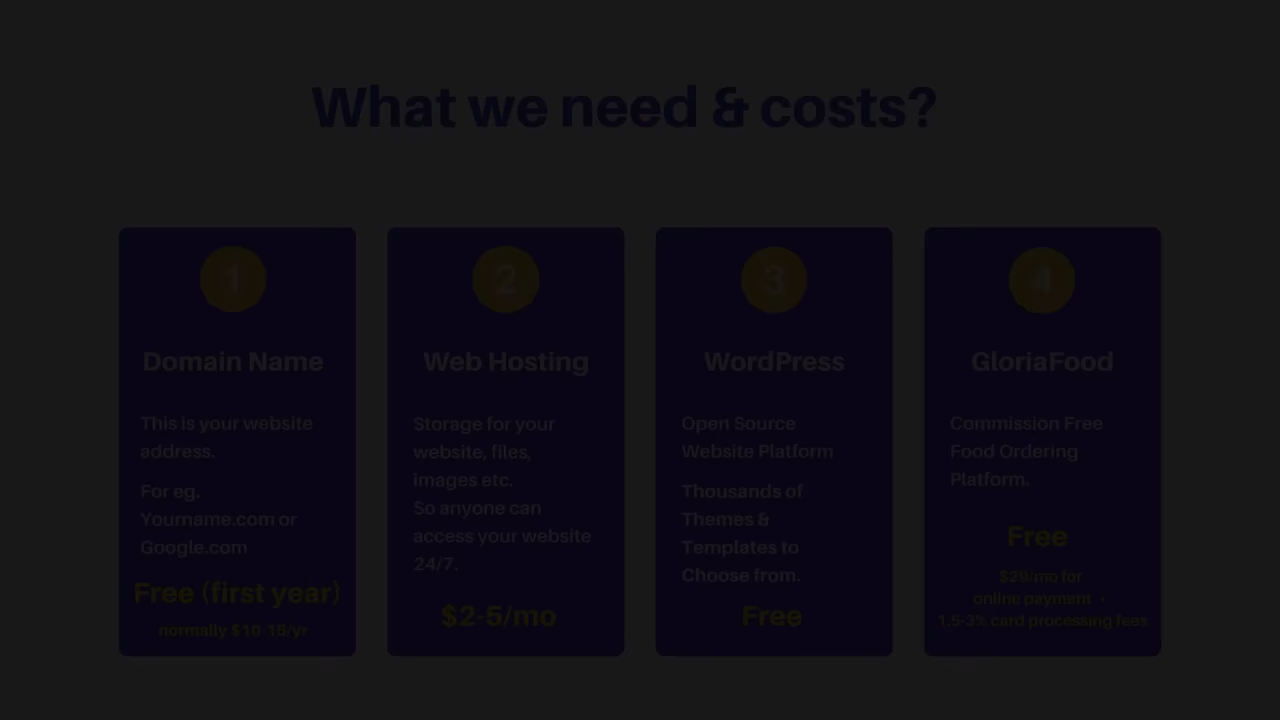 What we need & costs?
1
Domain Name
This is your website
address.
For eg.
Yourname.com or
Google.com
Free (first year)
normally $10-15/yr
2
Web Hosting
Storage for your
website, files,
images etc.
So anyone can
access your website
24/7.
$2-5/mo
3
WordPress
Open Source
Website Platform
Thousands of
Themes &
Templates to
Choose from.
Free
4
GloriaFood
Commission Free
Food Ordering
Platform.
Free
$29/mo for
online payment +
1.5-3% card processing fees